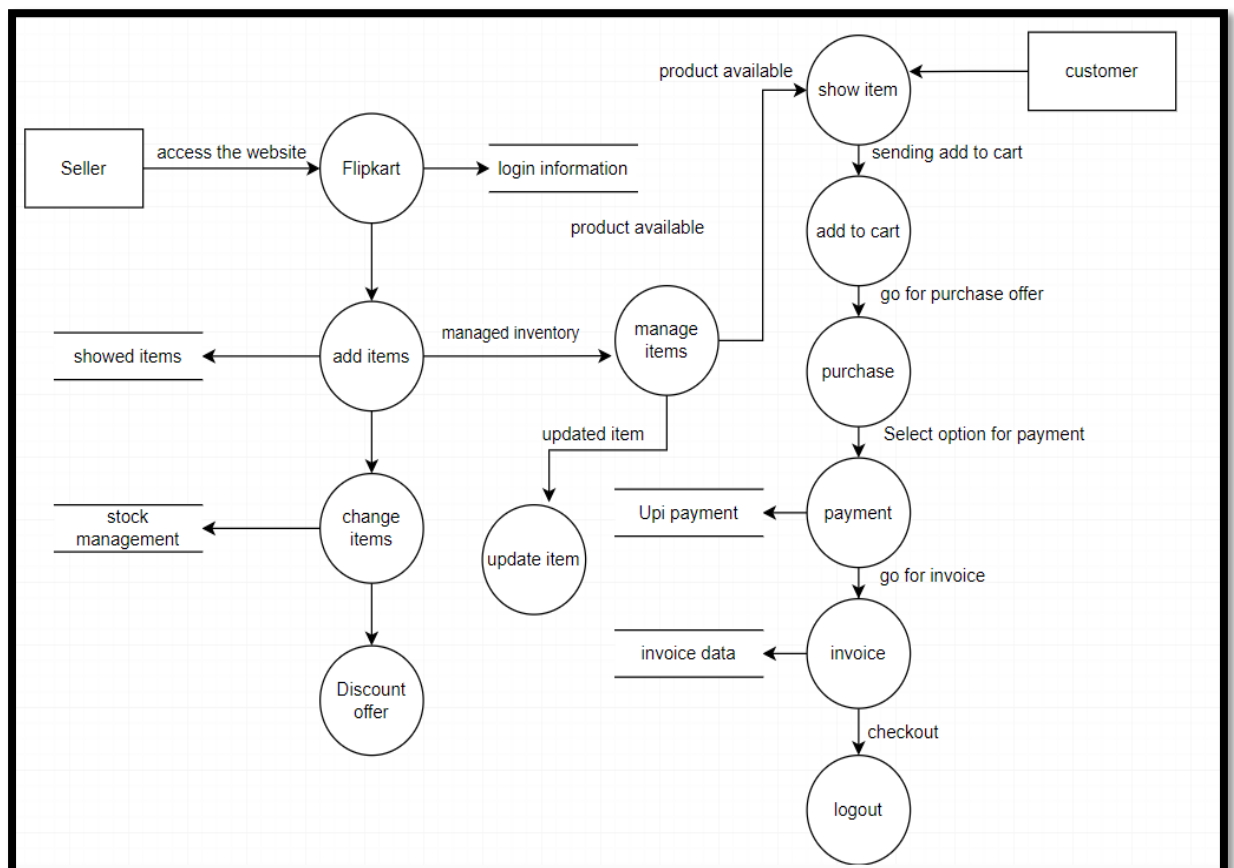 product available
show item
customer
Seller
access the website
Flipkart
login information
sending add to cart
product available
add to cart
go for purchase offer
showed items
add items
managed inventory
manage
items
purchase
updated item
Select option for payment
stock
management
change
items
update item
Upi payment
payment
go for invoice
invoice data
invoice
Discount
offer
checkout
logout